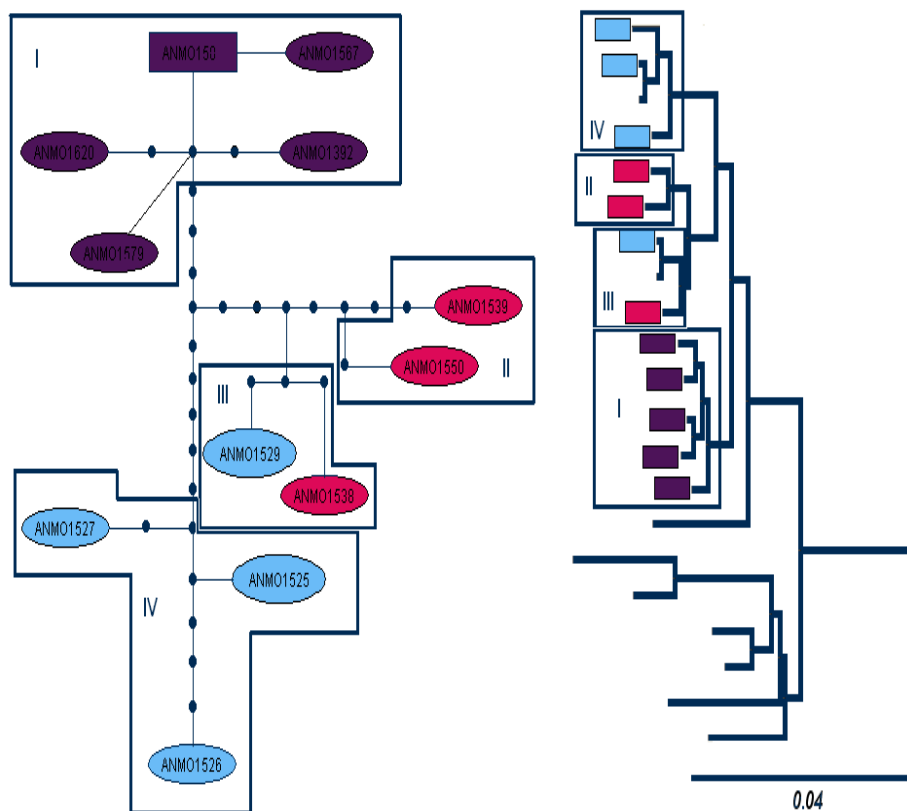 I
ANMO150
ANMO1567
ANMO1620
ANMO1392
ANMO1579
ANMO1539
ANMO1550
II
III
ANMO1529
ANMO1538
ANMO1527
ANMO1525
IV
ANMO1526
IV
II
III
I
0.04